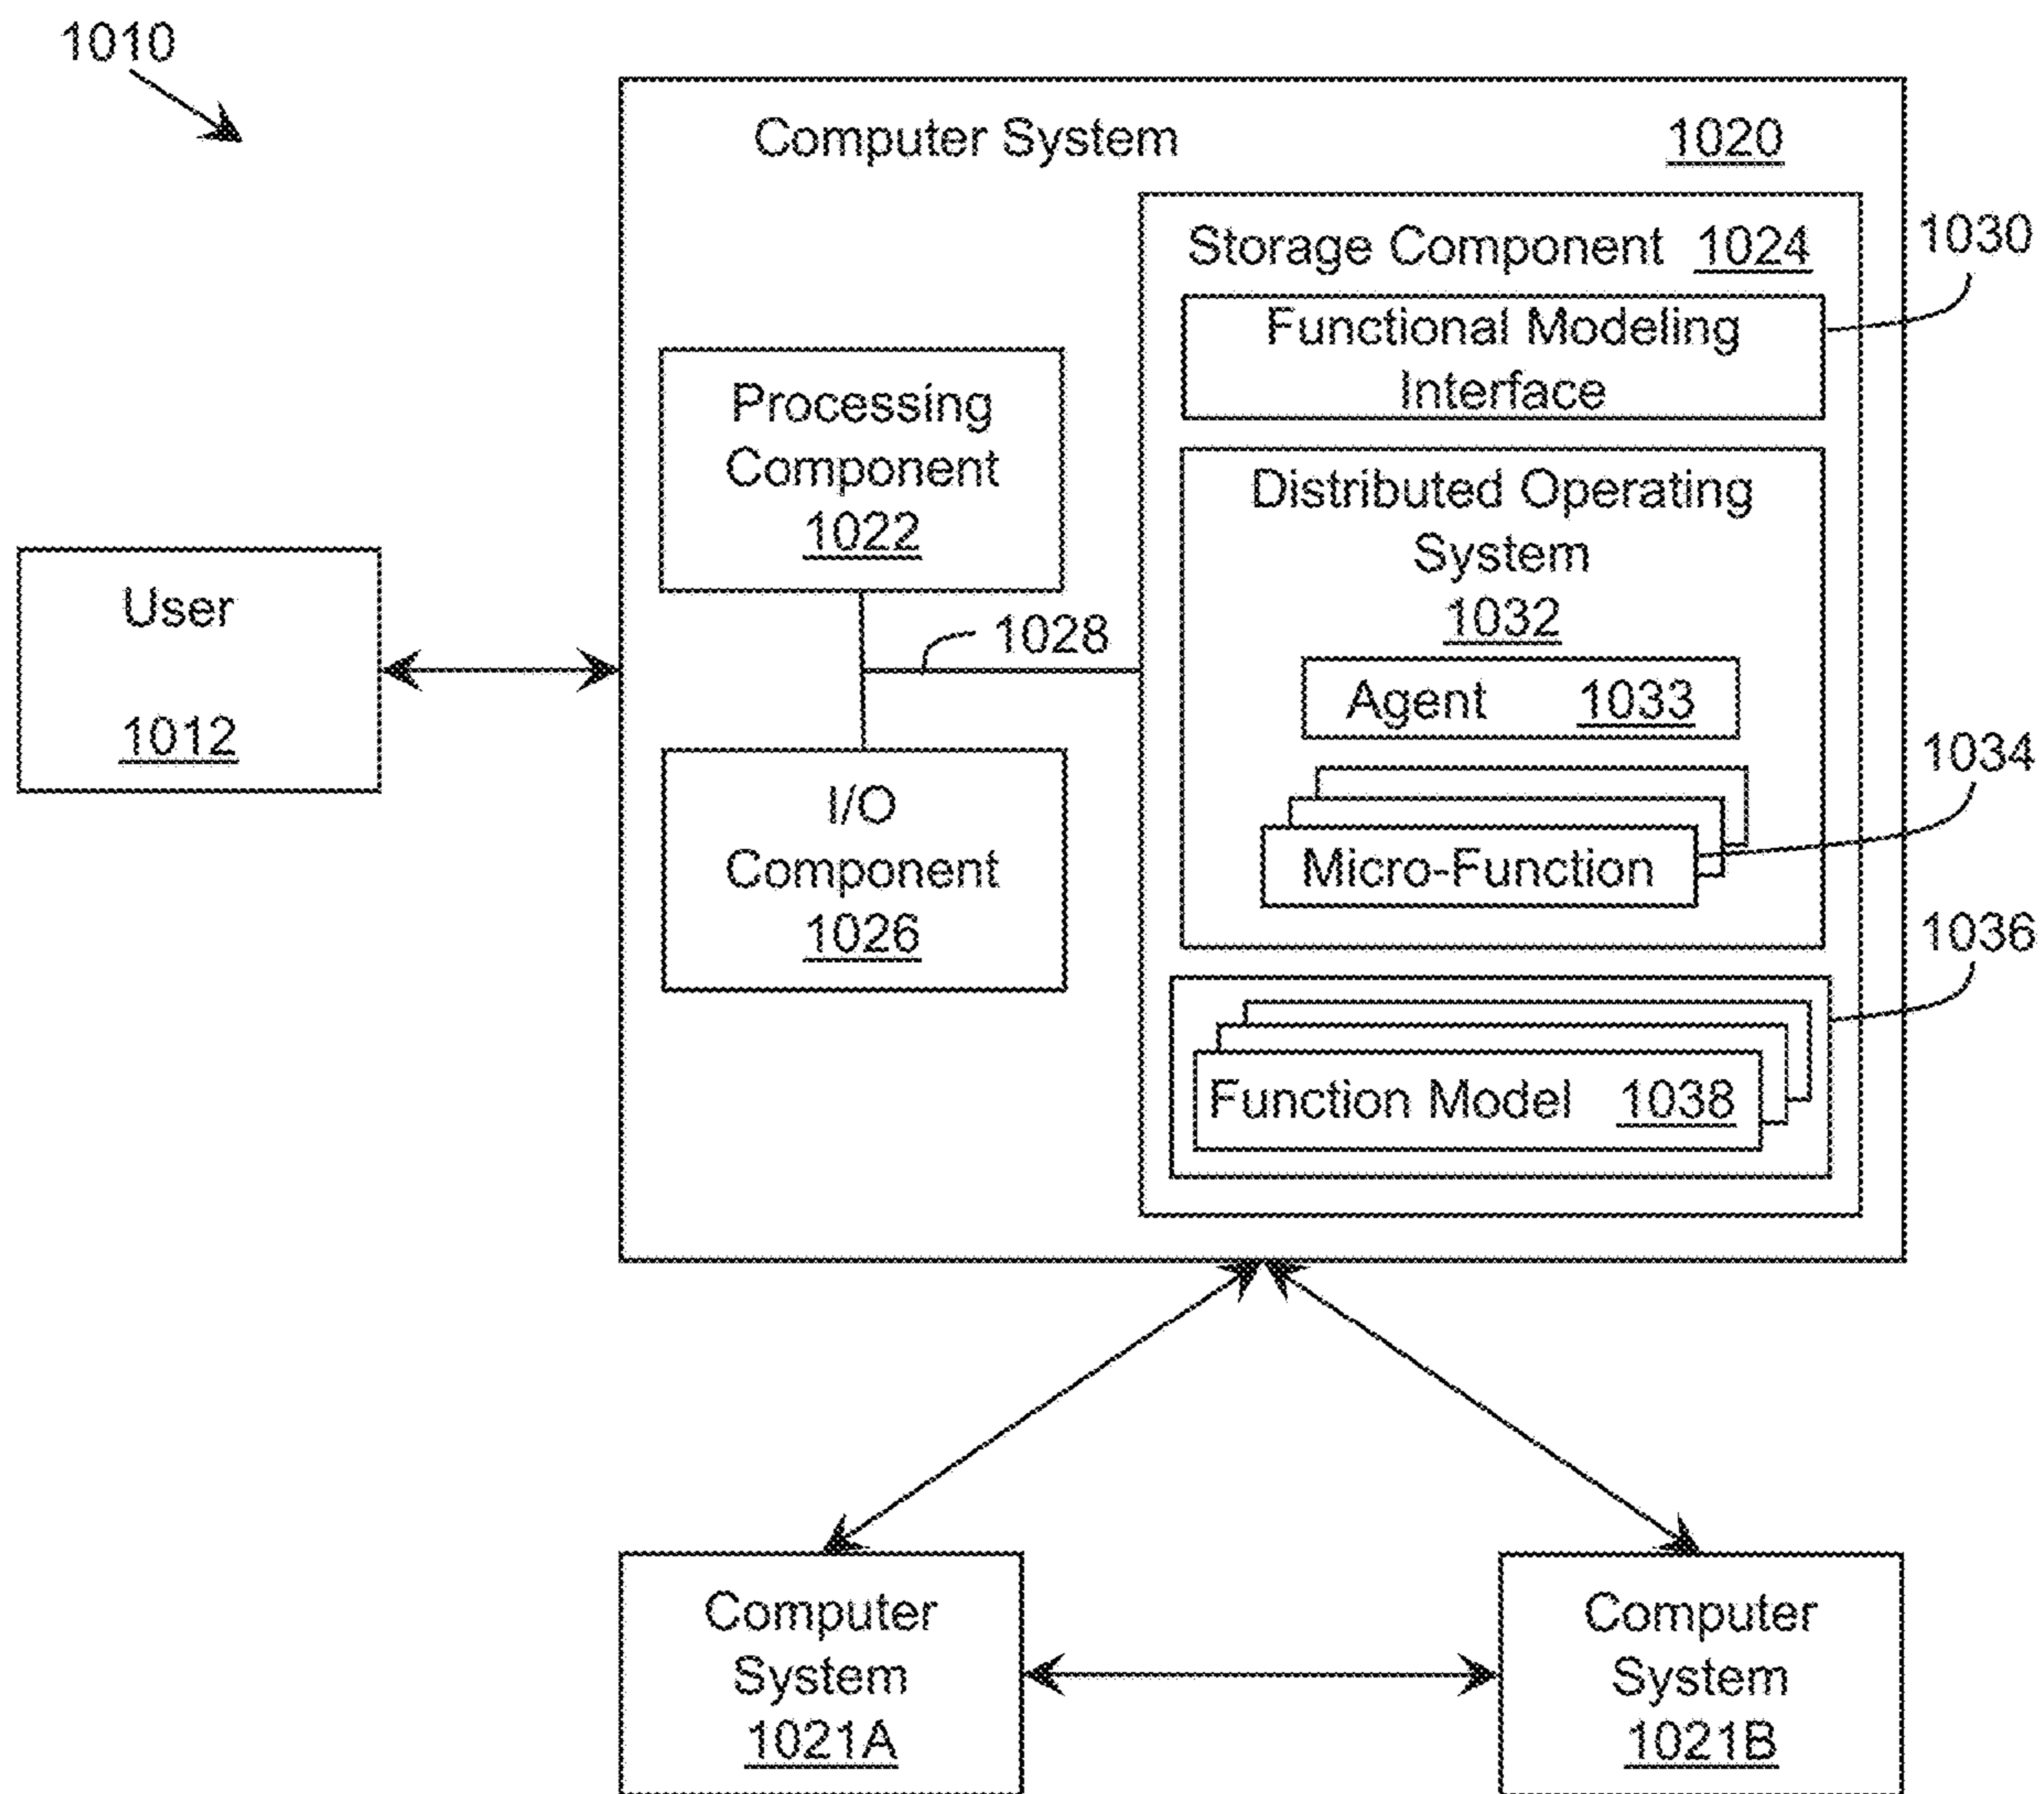 1010
Computer System 1020
Storage Component 1024
1030
Functional Modeling
Interface
Processing
Component
1022
Distributed Operating
System
1032
User
1012
1028
Agent 1033
1034
I/O
Component
1026
Micro-Function
1036
Function Model 1038
Computer
System
1021A
Computer
System
1021B